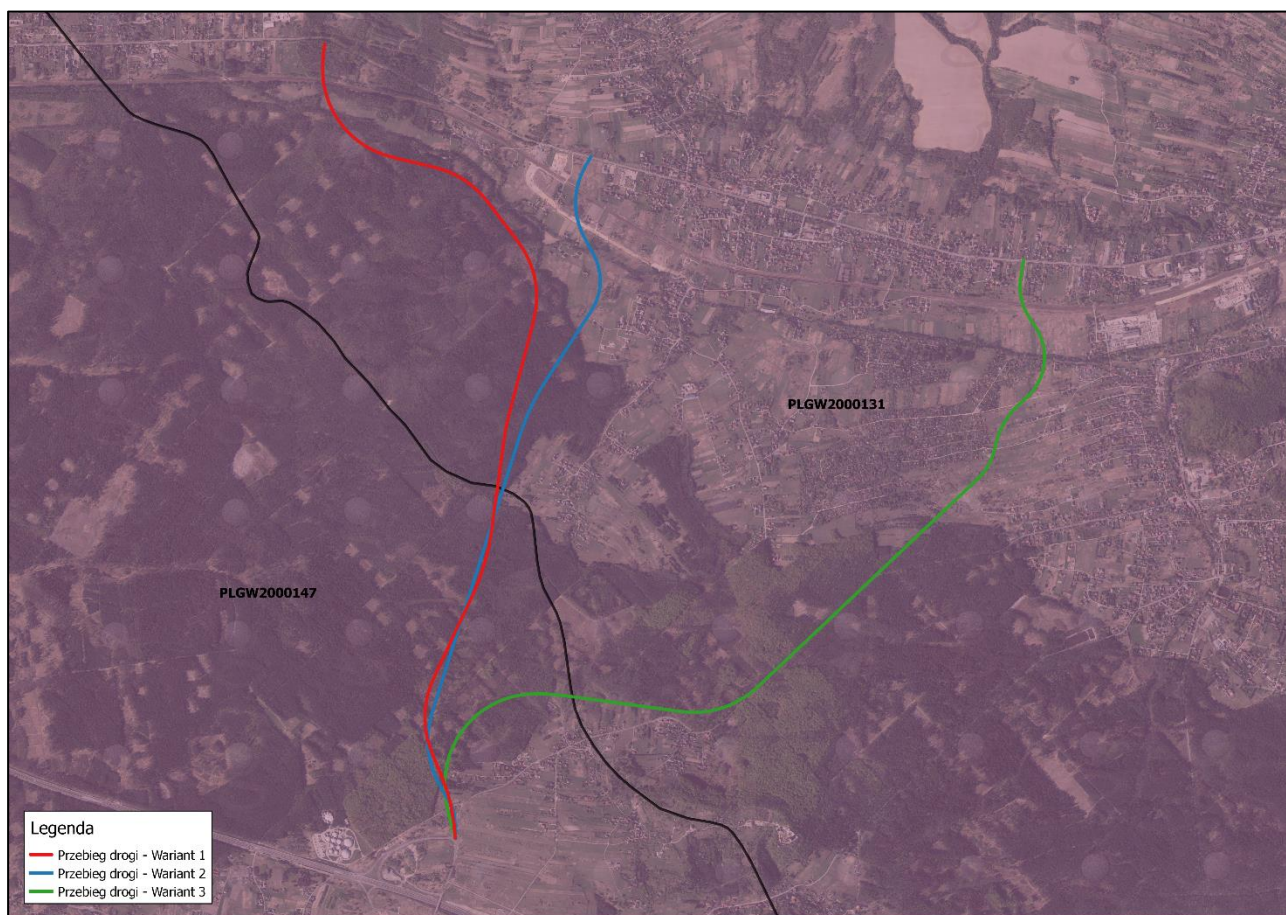 PLGW2000131
PLGW2000147
Legenda
Przebieg drogi - Wariant 1
Przebieg drogi - Wariant 2
Przebieg drogi - Wariant 3